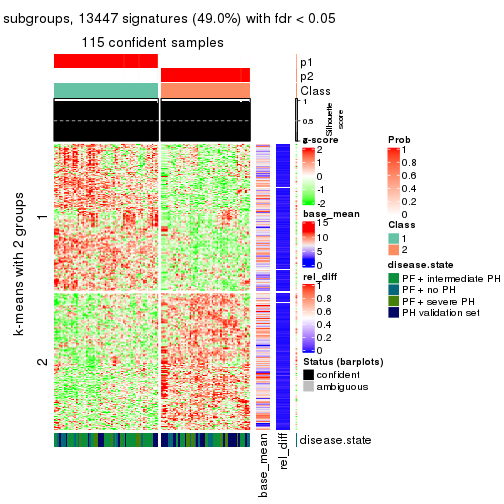 subgroups, 13447 signatures (49.0%) with fdr < 0.05
115 confident samples
p1
p2
Class
1
0.5
0
Silhouette
score
k-means with 2 groups
1
2
z-score
2
1
0
-1
-2
base_mean
15
10
5
0
rel_diff
1
0.8
0.6
0.4
0.2
0
Status (barplots)
confident
ambiguous
Prob
1
0.8
0.6
0.4
0.2
0
Class
1
2
disease.state
PF + intermediate PH
PF + no PH
PF + severe PH
PH validation set
disease.state
base_mean
rel_diff